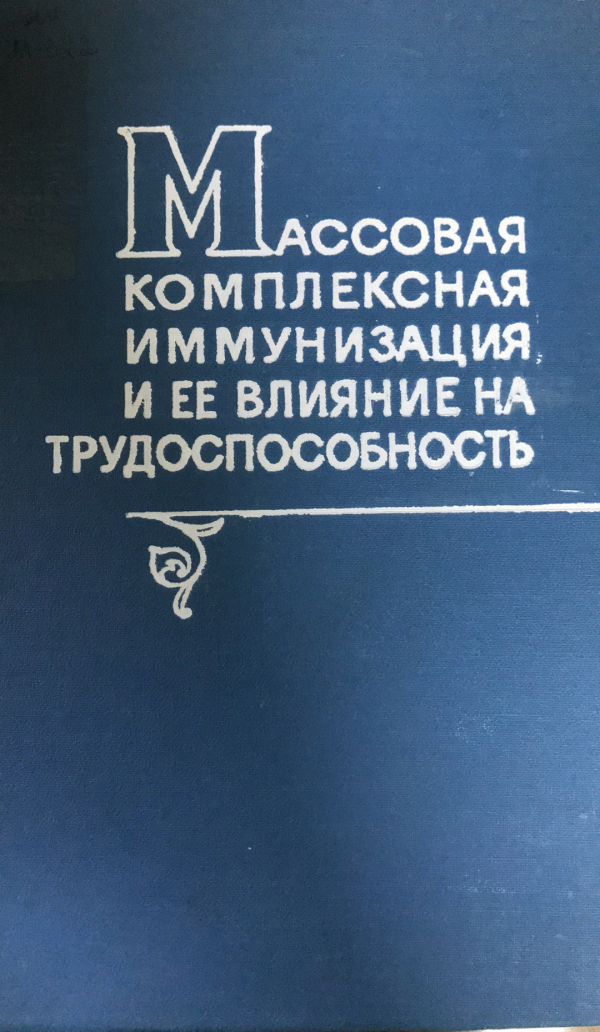 Массовая
комплексная
иммунизация
и ее влияние на
трудоспособность